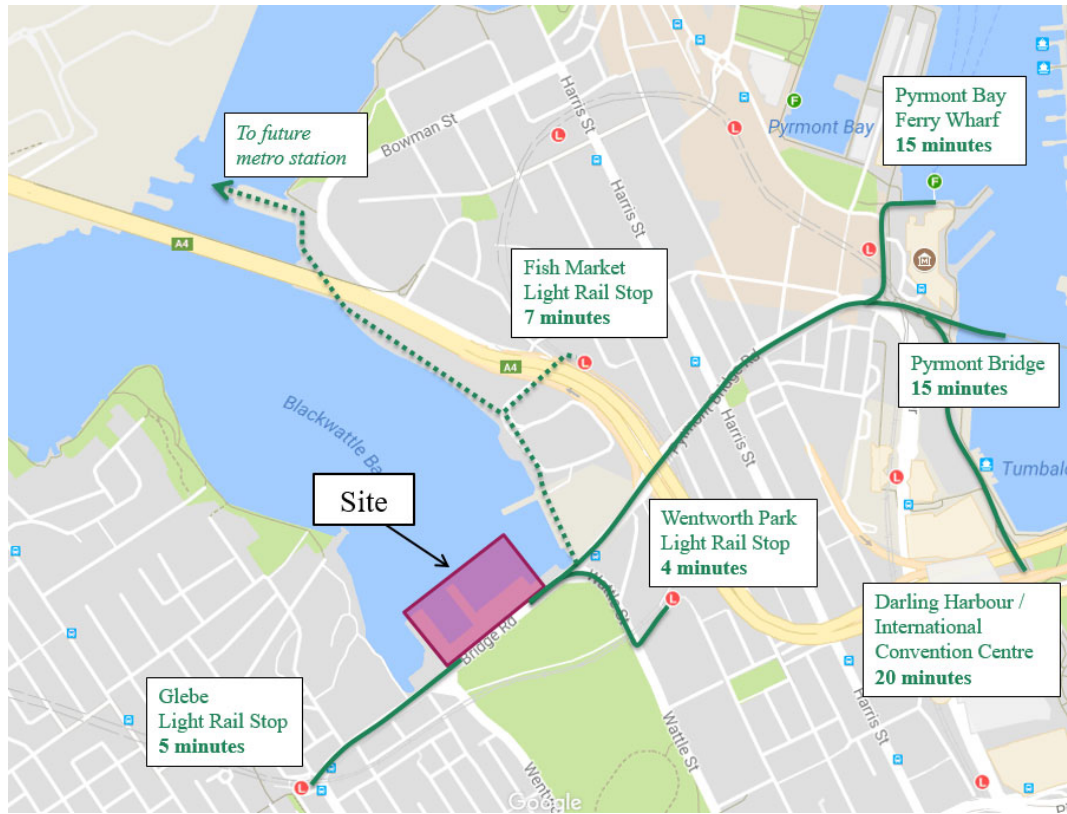 To future
metro station
Bowman St
Harris St
Pyrmont Bay
Pyrmont Bay
Ferry Wharf
15 minutes
A4
Fish Market
Light Rail Stop
7 minutes
Harris St
A4
Pyrmont Bridge Rd
Pyrmont Bridge
15 minutes
Blackwattle Ba
Harris St
Site
Tumbal
Wentworth Park
Light Rail Stop
4 minutes
Wattle St
Bridge Rd
Darling Harbour /
International
Convention Centre
20 minutes
Glebe
Light Rail Stop
5 minutes
Wattle St
Harris St
Wentw
Google